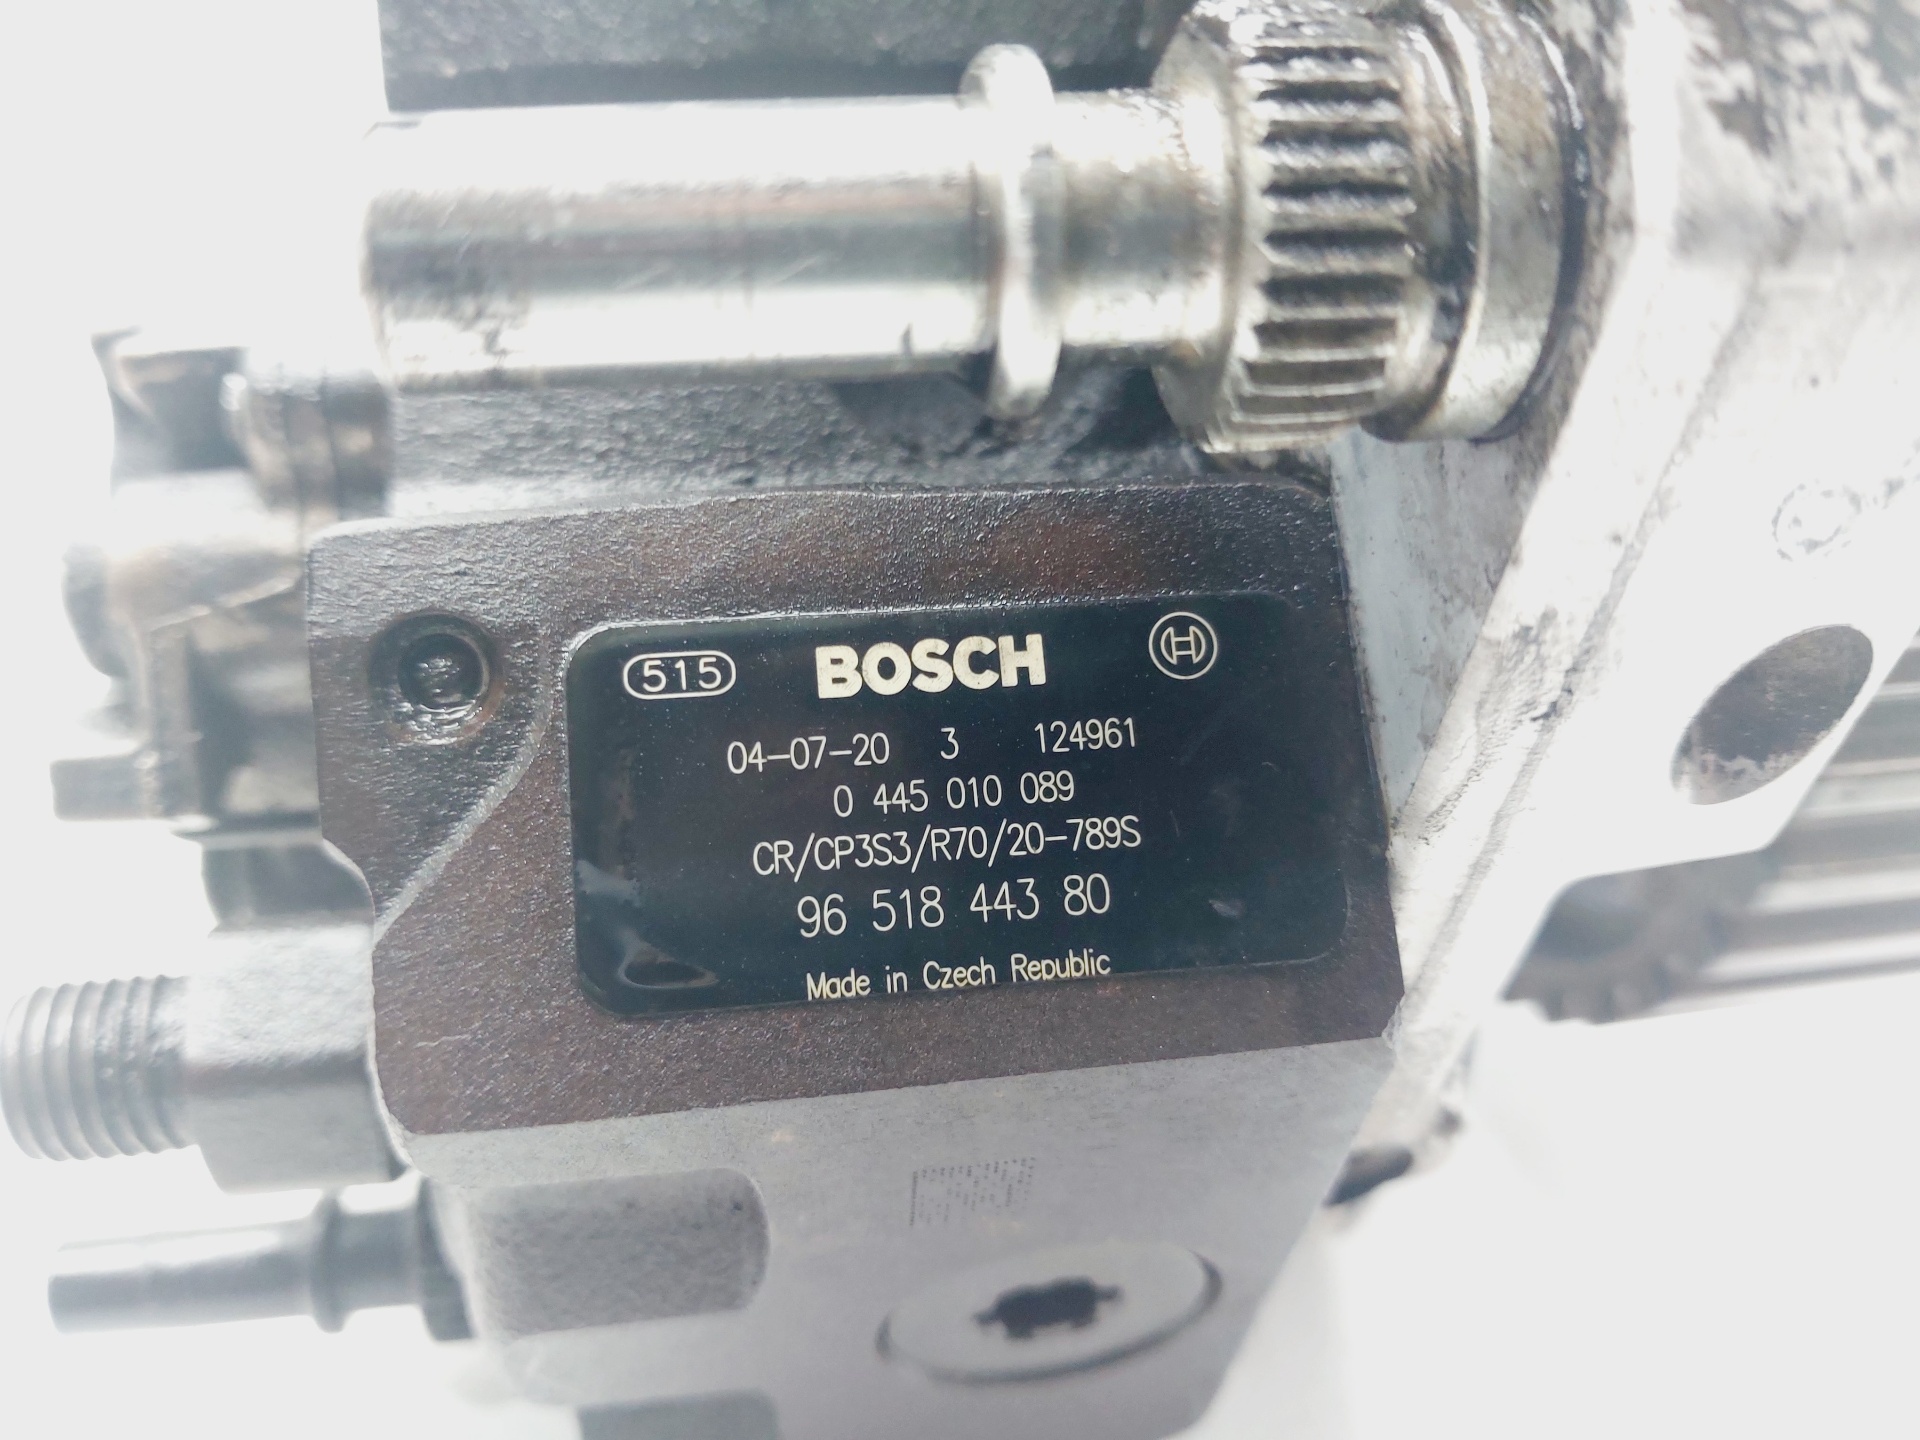 515 BOSCH
04-07-20 3 124961
0 445 010 089
CR/CP3S3/R70/20-789S
96 518 443 80
Made in Czech Republic